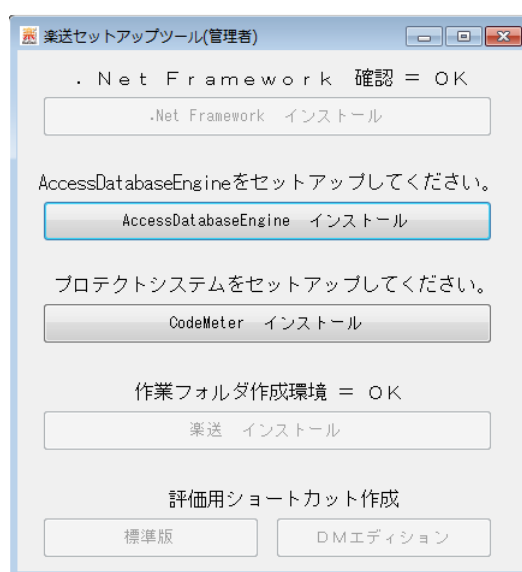 楽送セットアップツール(管理者)
．Ｎｅｔ Ｆｒａｍｅｗｏｒｋ 確認 ＝ ＯＫ
.Net Framework インストール
AccessDatabaseEngineをセットアップしてください。
AccessDatabaseEngine インストール
プロテクトシステムをセットアップしてください。
CodeMeter インストール
作業フォルダ作成環境 ＝ ＯＫ
楽送 インストール
評価用ショートカット作成
標準版 ＤＭエディション